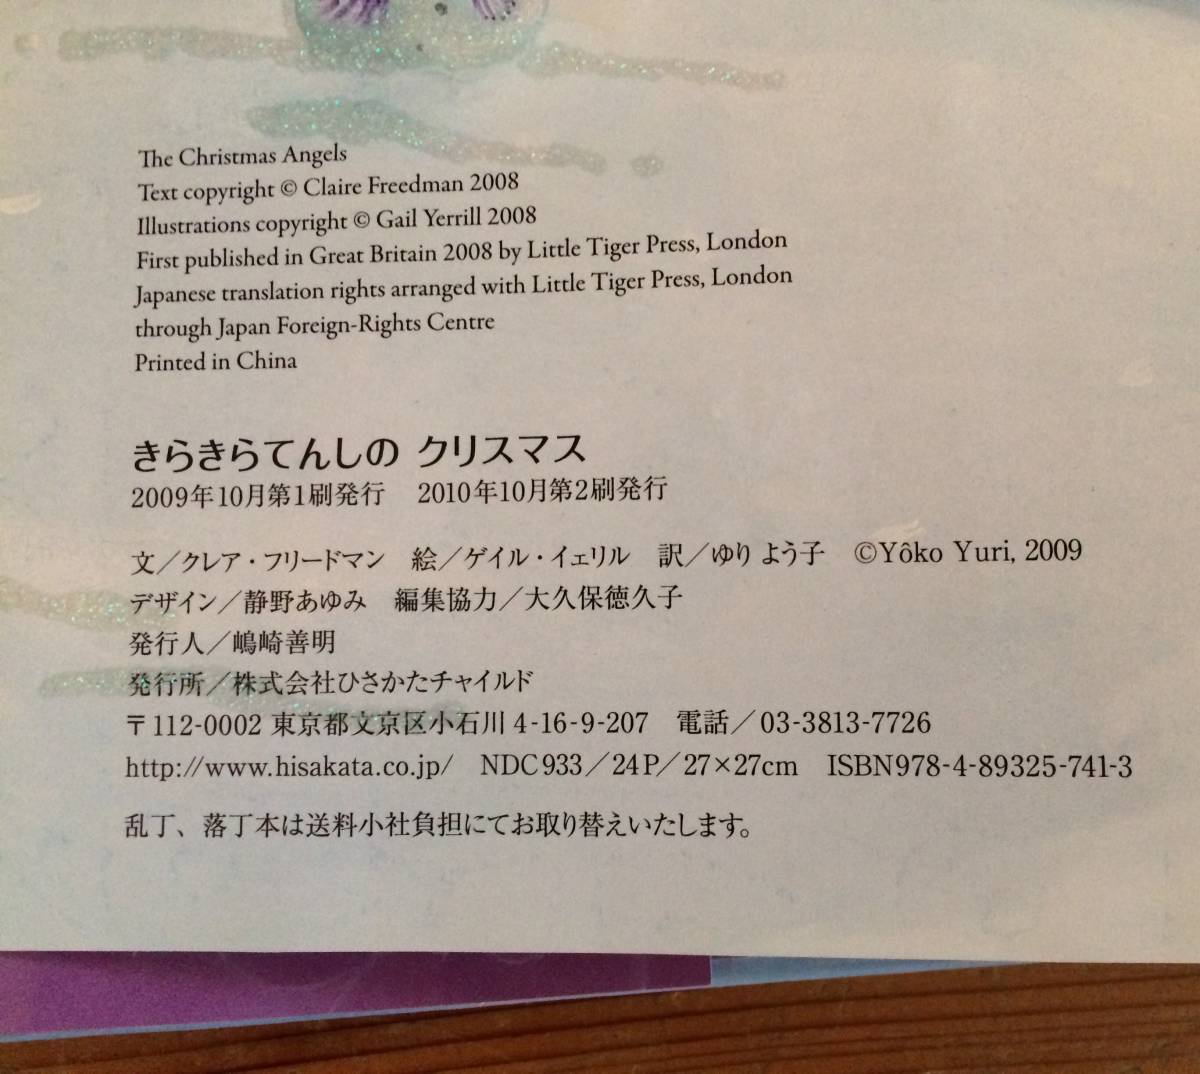 The Christmas Angels
Text copyright © Claire Freedman 2008
Illustrations copyright © Gail Yerrill 2008
First published in Great Britain 2008 by Little Tiger Press, London
Japanese translation rights arranged with Little Tiger Press, London
through Japan Foreign-Rights Centre
Printed in China
きらきらてんしの クリスマス
2009年10月第1刷発行　2010年10月第2刷発行
文／クレア・フリードマン　絵／ゲイル・イェリル　訳／ゆり よう子　©Yôko Yuri, 2009
デザイン／静野あゆみ　編集協力／大久保徳久子
発行人／嶋崎善明
発行所／株式会社ひさかたチャイルド
〒112-0002 東京都文京区小石川 4-16-9-207　電話／03-3813-7726
http://www.hisakata.co.jp/　NDC933／24P／27×27cm　ISBN978-4-89325-741-3
乱丁、落丁本は送料小社負担にてお取り替えいたします。